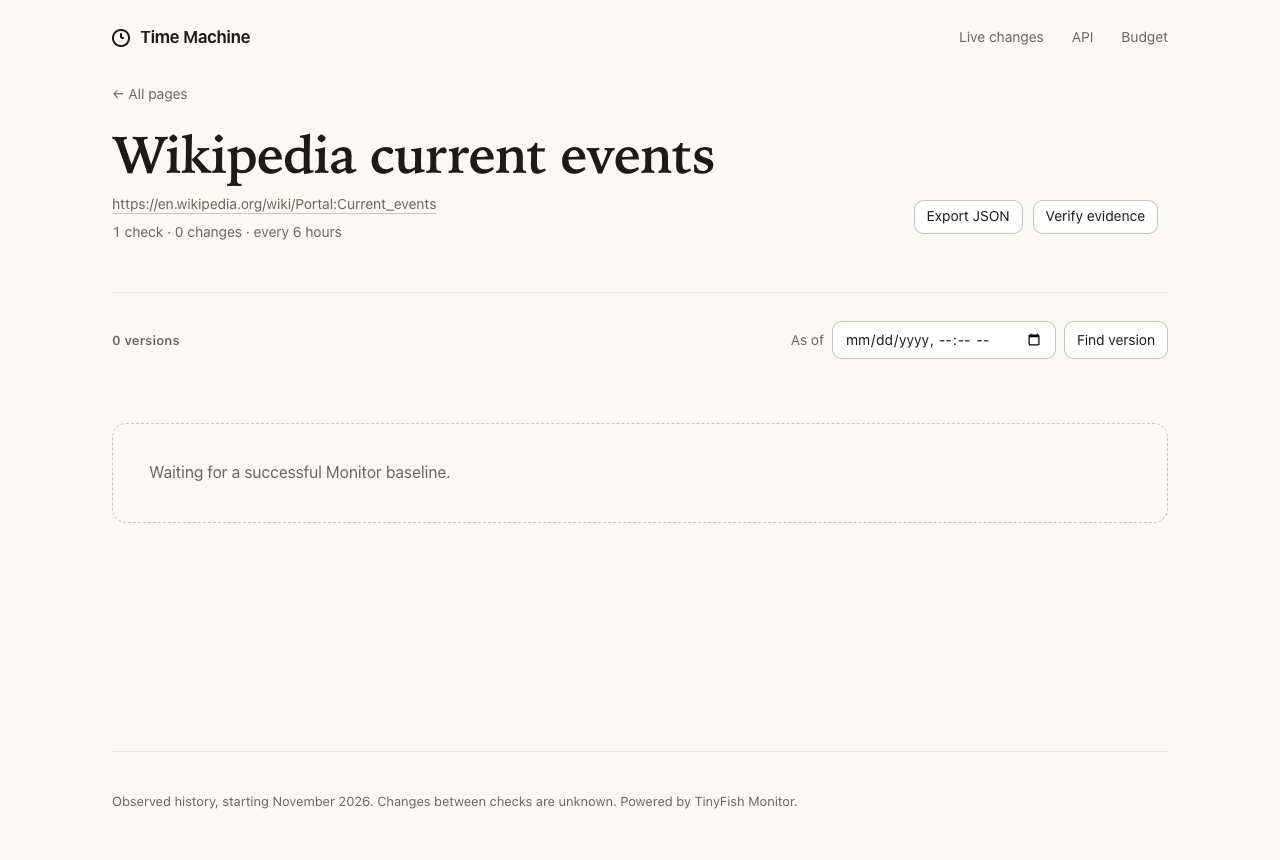 Time Machine
Live changes
API
Budget
← All pages
Wikipedia current events
https://en.wikipedia.org/wiki/Portal:Current_events
1 check · 0 changes · every 6 hours
Export JSON
Verify evidence
0 versions
As of
mm/dd/yyyy, --:-- --
Find version
Waiting for a successful Monitor baseline.
Observed history, starting November 2026. Changes between checks are unknown. Powered by TinyFish Monitor.